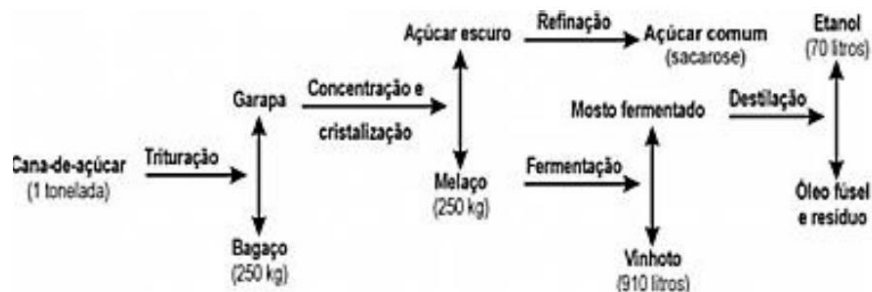 Cana-de-açúcar
(1 tonelada)
Trituração
Garapa
Bagaço
(250 kg)
Concentração e
cristalização
Açúcar escuro
Melaço
(250 kg)
Refinação
Açúcar comum
(sacarose)
Fermentação
Mosto fermentado
Vinhoto
(910 litros)
Destilação
Etanol
(70 litros)
Óleo fúsel
e resíduo